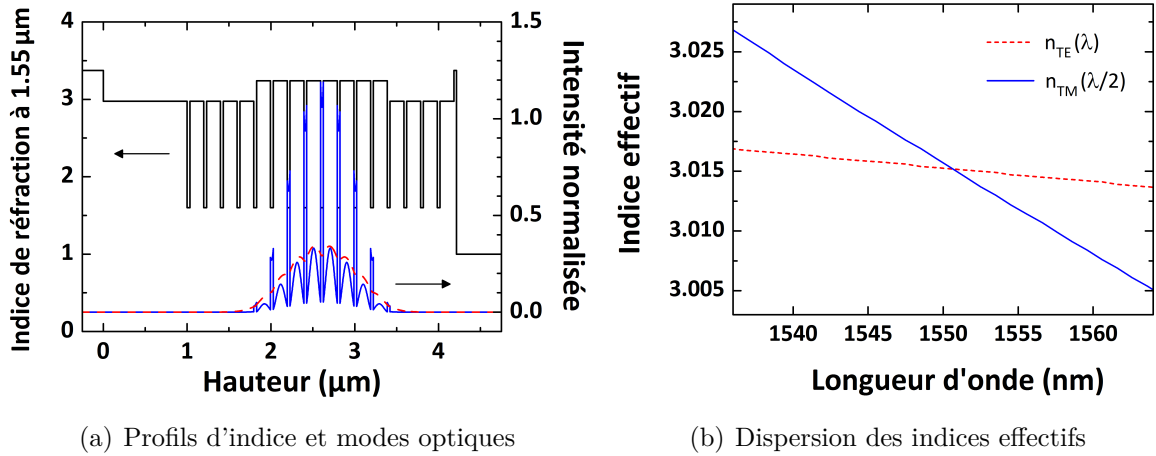 Indice de réfraction à 1.55 µm
4
3
2
1
0
1.5
1.0
0.5
0.0
Intensité normalisée
0 1 2 3 4
Hauteur (µm)
(a) Profils d'indice et modes optiques
Indice effectif
3.025
3.020
3.015
3.010
3.005
n_TE(λ)
n_TM(λ/2)
1540 1545 1550 1555 1560
Longueur d'onde (nm)
(b) Dispersion des indices effectifs